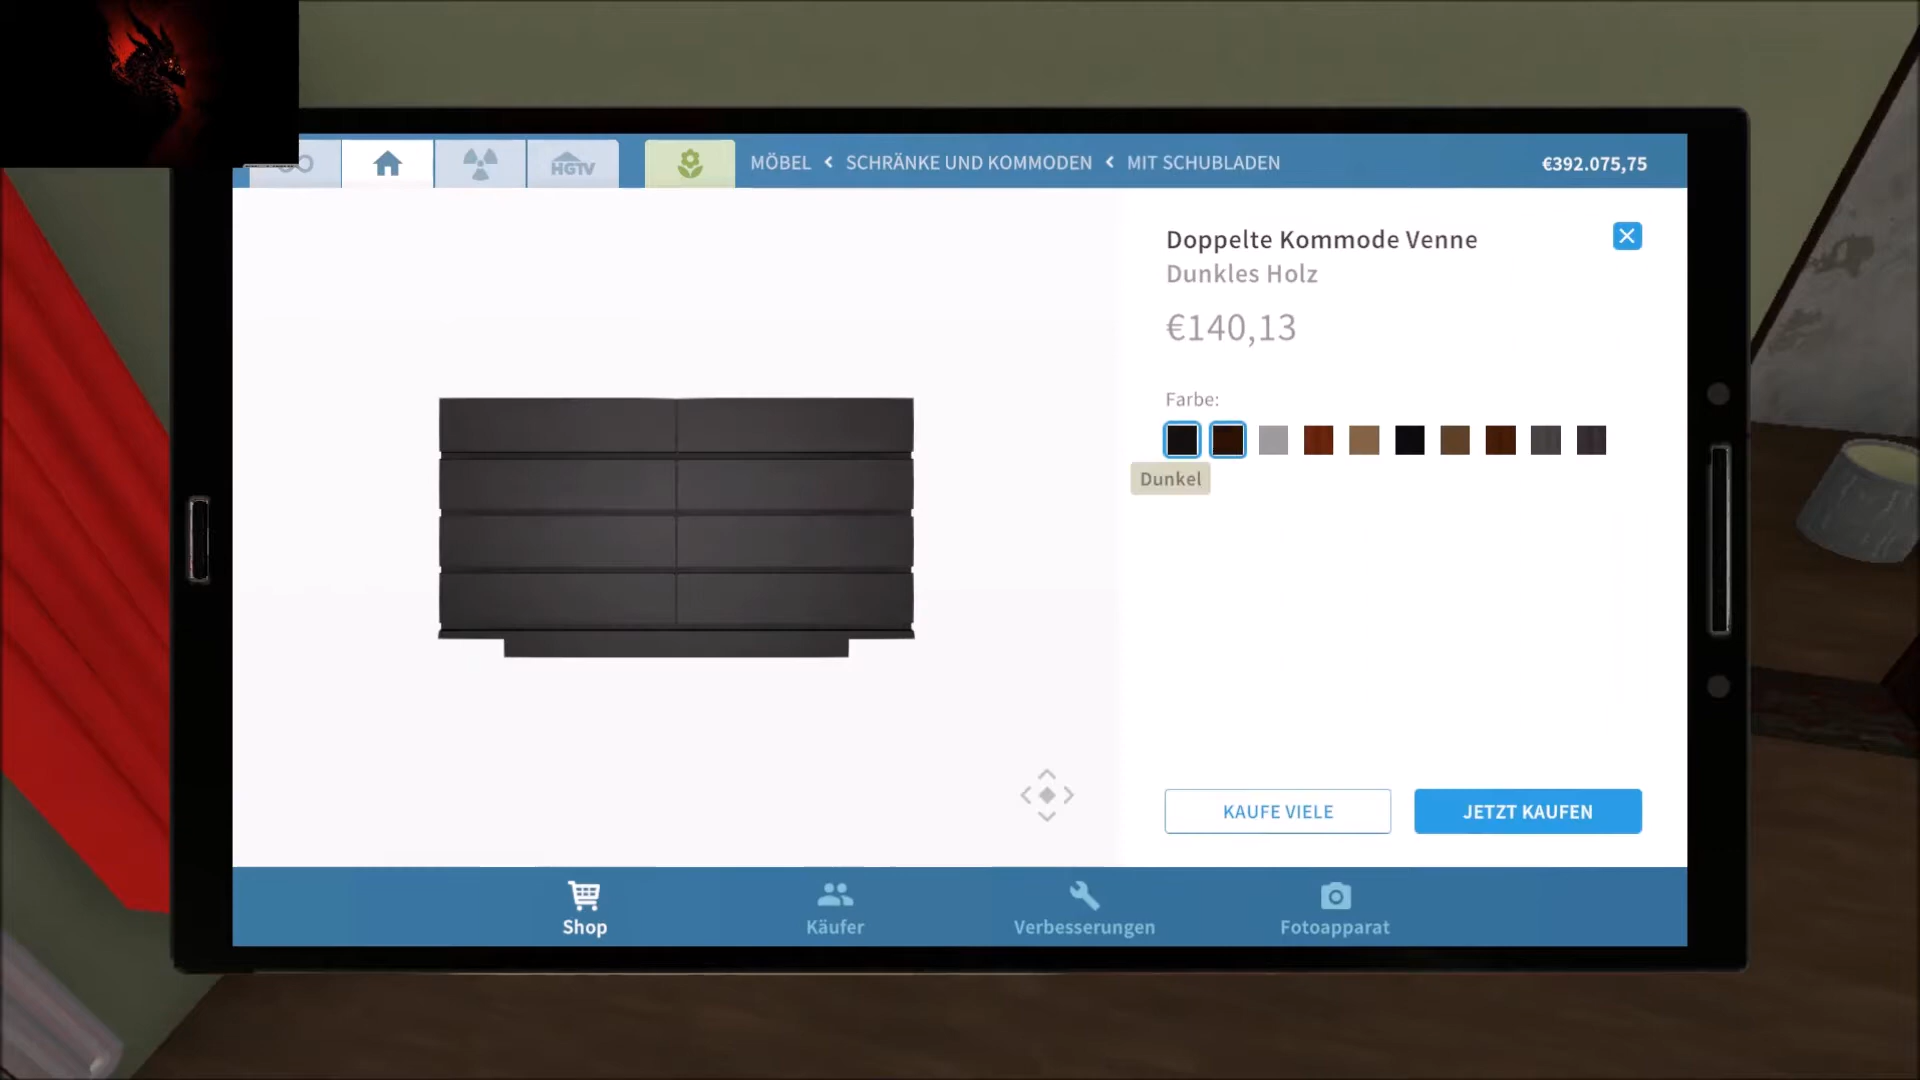 HGTV
MÖBEL < SCHRÄNKE UND KOMMODEN < MIT SCHUBLADEN
€392.075,75
Doppelte Kommode Venne
Dunkles Holz
€140,13
Farbe:
Dunkel
KAUFE VIELE
JETZT KAUFEN
Shop
Käufer
Verbesserungen
Fotoapparat